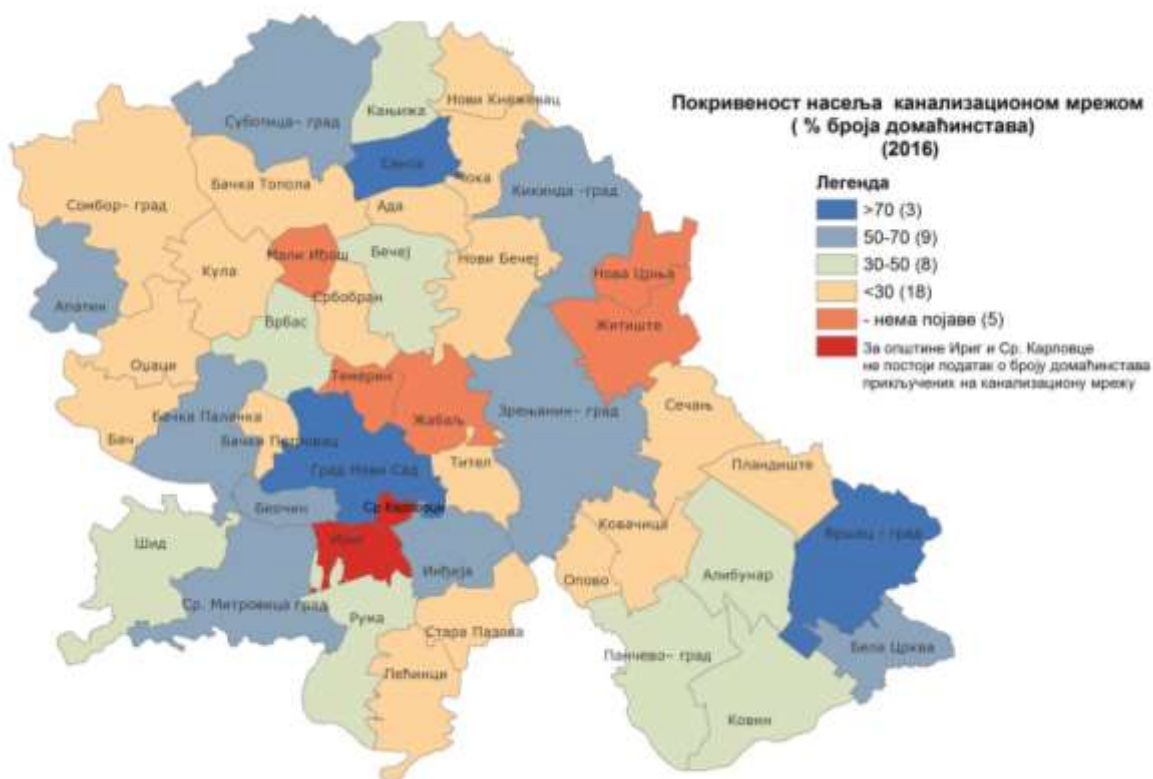 Покривеност насеља канализационом мрежом
( % броја домаћинстава)
(2016)
Легенда
>70 (3)
50-70 (9)
30-50 (8)
<30 (18)
- нема појаве (5)
За општине Ириг и Ср. Карловце
не постоји податак о броју домаћинстава
прикључених на канализациону мрежу
Кањижа
Нови Кнежевац
Суботица- град
Сента
Чока
Бачка Топола
Кикинда -град
Сомбор- град
Ада
Мали Иђош
Бечеј
Нови Бечеј
Кула
Нова Црња
Апатин
Србобран
Врбас
Житиште
Оџаци
Темерин
Жабаљ
Зрењанин- град
Сечањ
Бачка Паланка
Бач
Бачки Петровац
Град Нови Сад
Тител
Пландиште
Беочин
Ср Карловци
Ковачица
Вршац - град
Шид
Ириг
Инђија
Опово
Алибунар
Ср. Митровица град
Рума
Стара Пазова
Панчево- град
Бела Црква
Пећинци
Ковин